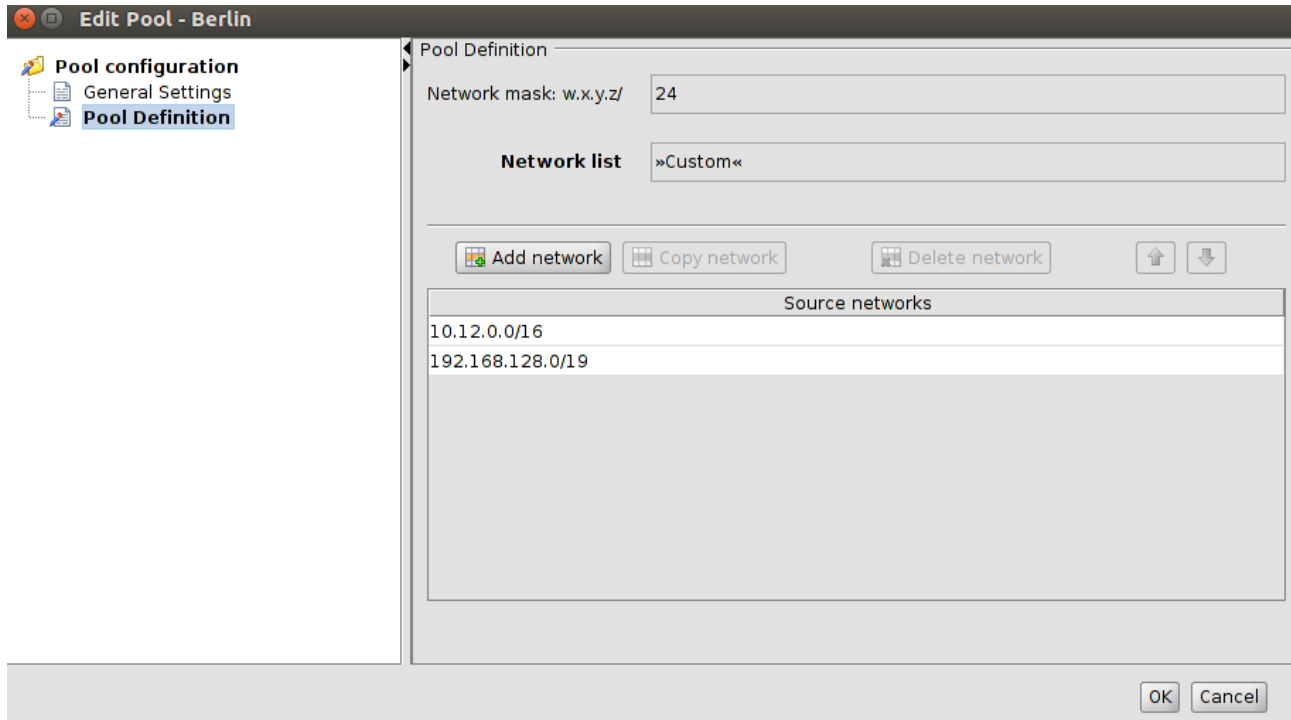 Edit Pool - Berlin
Pool configuration
General Settings
Pool Definition
Pool Definition
Network mask: w.x.y.z/ 24
Network list »Custom«
Add network Copy network Delete network
Source networks
10.12.0.0/16
192.168.128.0/19
OK Cancel